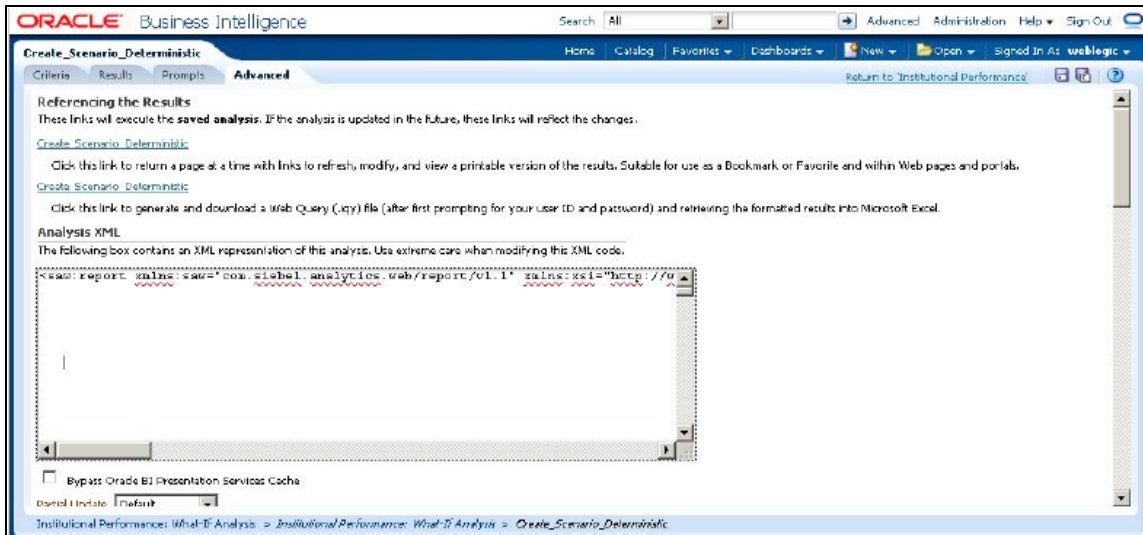 ORACLE Business Intelligence Search All Advanced Administration Help Sign Out
Create_Scenario_Deterministic Home Catalog Favorites Dashboards New Open Signed In As weblogic
Criteria Results Prompts Advanced Return to 'Institutional Performance'
Referencing the Results
These links will execute the saved analysis. If the analysis is updated in the future, these links will reflect the changes.
Create Scenario Deterministic
Click this link to return a page at a time with links to refresh, modify, and view a printable version of the results. Suitable for use as a Bookmark or Favorite and within Web pages and portals.
Create Scenario Deterministic
Click this link to generate and download a Web Query (.iqy) file (after first prompting for your user ID and password) and retrieving the formatted results into Microsoft Excel.
Analysis XML
The following box contains an XML representation of this analysis. Use extreme care when modifying this XML code.
<saw:report xmlns:saw="com.siebel.analytics.web/report/v1.1" xmlns:xsi="http://w
Bypass Oracle BI Presentation Services Cache
Partial Update Default
Institutional Performance: What-If Analysis > Institutional Performance: What-If Analysis > Create_Scenario_Deterministic